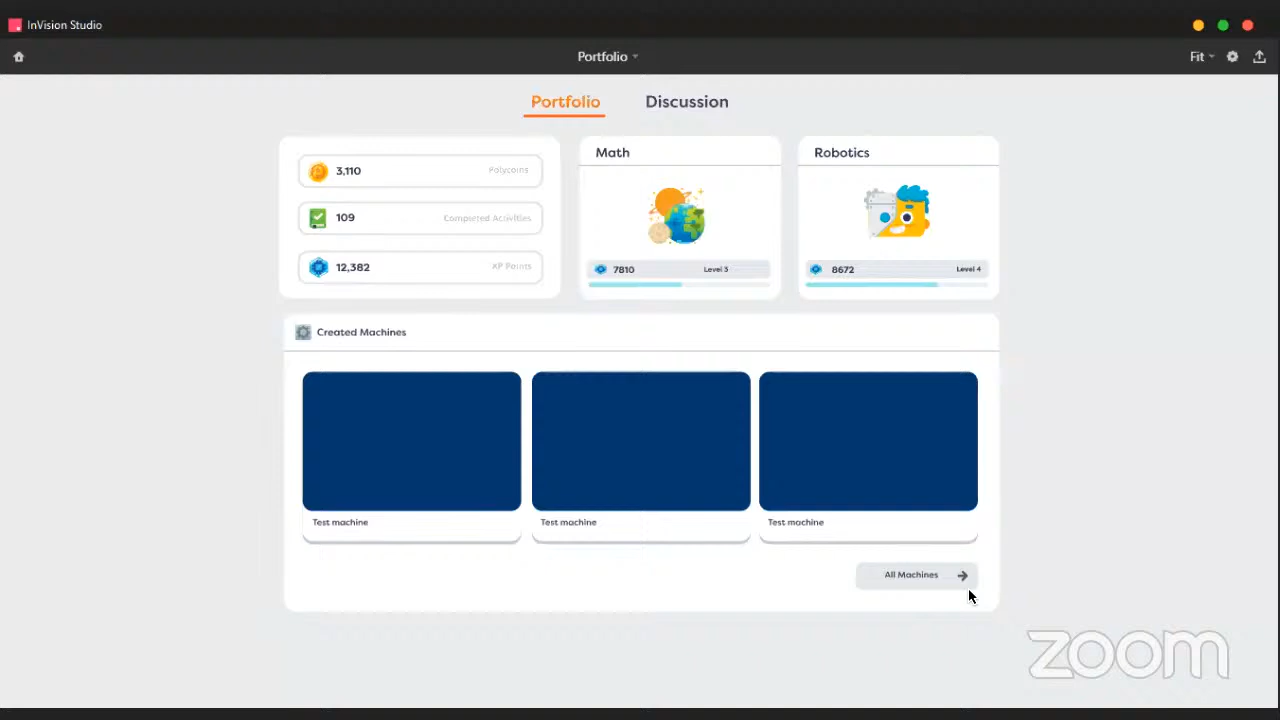 InVision Studio
Portfolio
Fit
Portfolio
Discussion
3,110
Polycoins
109
Completed Activities
12,382
XP Points
Math
7810
Level 3
Robotics
8672
Level 4
Created Machines
Test machine
Test machine
Test machine
All Machines
zoom